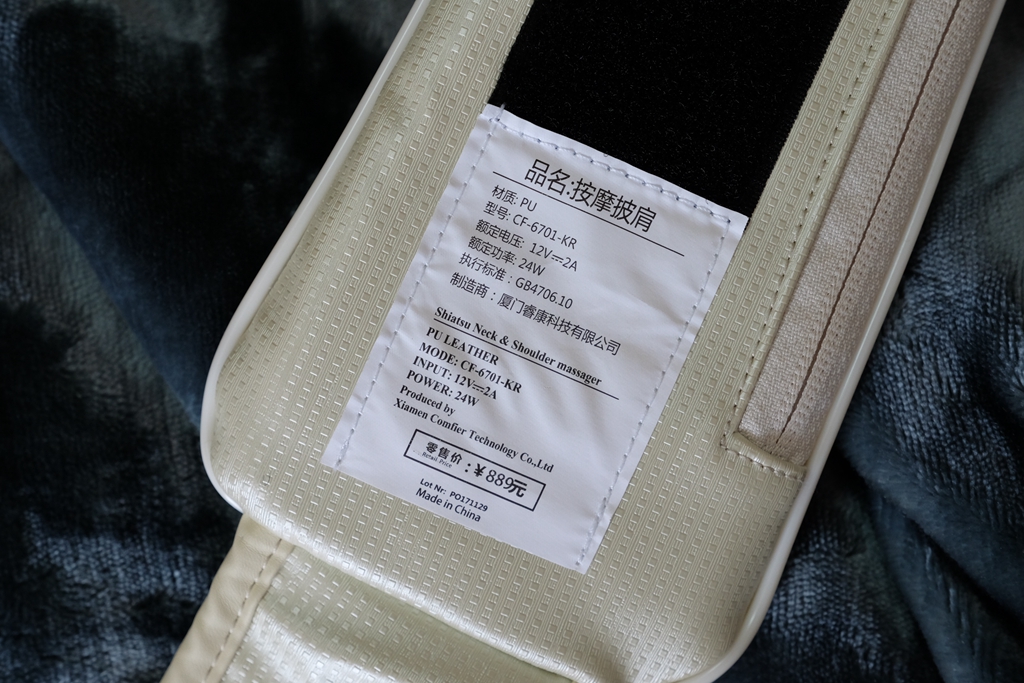 品名:按摩披肩
材质: PU
型号: CF-6701-KR
额定电压: 12V⎓2A
额定功率: 24W
执行标准：GB4706.10
制造商：厦门睿康科技有限公司
Shiatsu Neck & Shoulder massager
PU LEATHER
MODE: CF-6701-KR
INPUT: 12V⎓2A
POWER: 24W
Produced by
Xiamen Comfier Technology Co.,Ltd
零售价：¥889元
Retail Price
Lot Nr: PO171129
Made in China